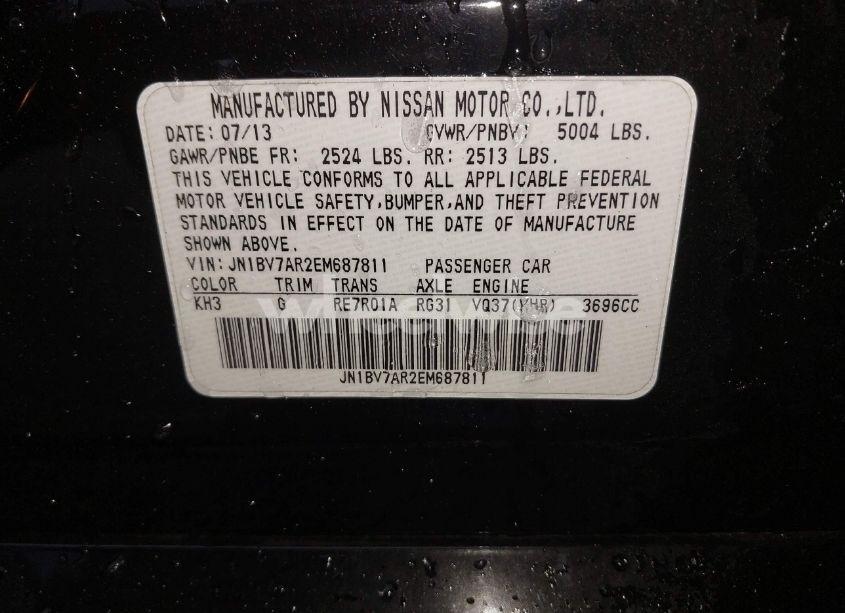 MANUFACTURED BY NISSAN MOTOR CO.,LTD.
DATE: 07/13 GVWR/PNBV: 5004 LBS.
GAWR/PNBE FR: 2524 LBS. RR: 2513 LBS.
THIS VEHICLE CONFORMS TO ALL APPLICABLE FEDERAL
MOTOR VEHICLE SAFETY,BUMPER,AND THEFT PREVENTION
STANDARDS IN EFFECT ON THE DATE OF MANUFACTURE
SHOWN ABOVE.
VIN: JN1BV7AR2EM687811 PASSENGER CAR
COLOR TRIM TRANS AXLE ENGINE
KH3 G RE7R01A RG31 VQ37(VHR) 3696CC
JN1BV7AR2EM687811